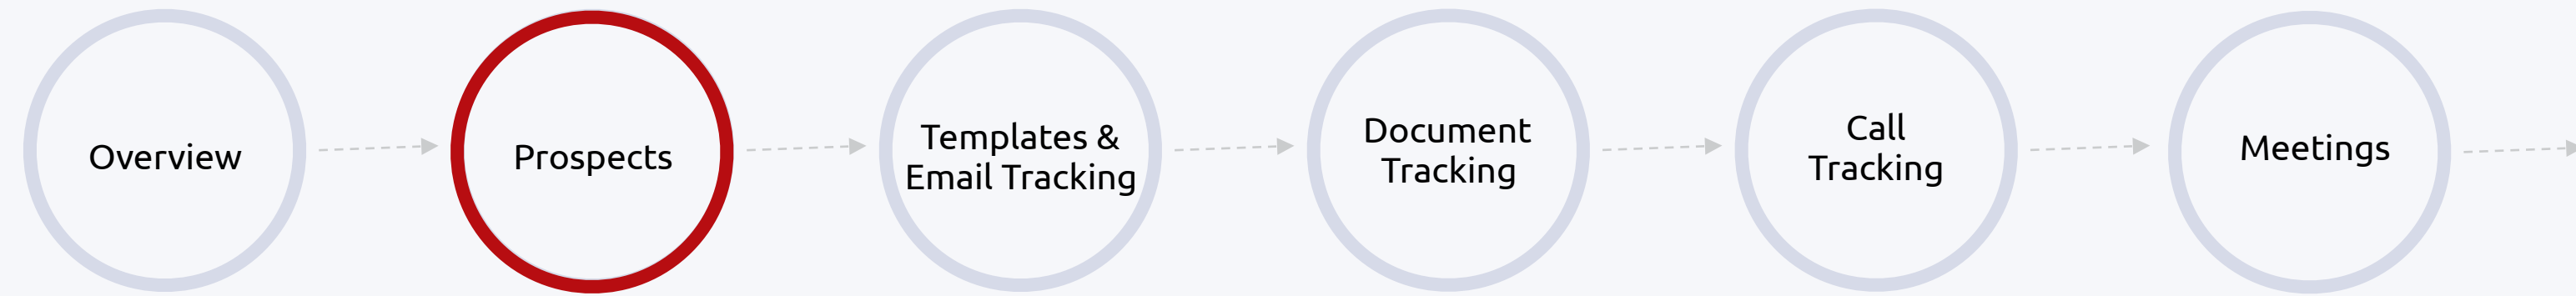 Overview
Prospects
Templates &
Email Tracking
Document
Tracking
Call
Tracking
Meetings